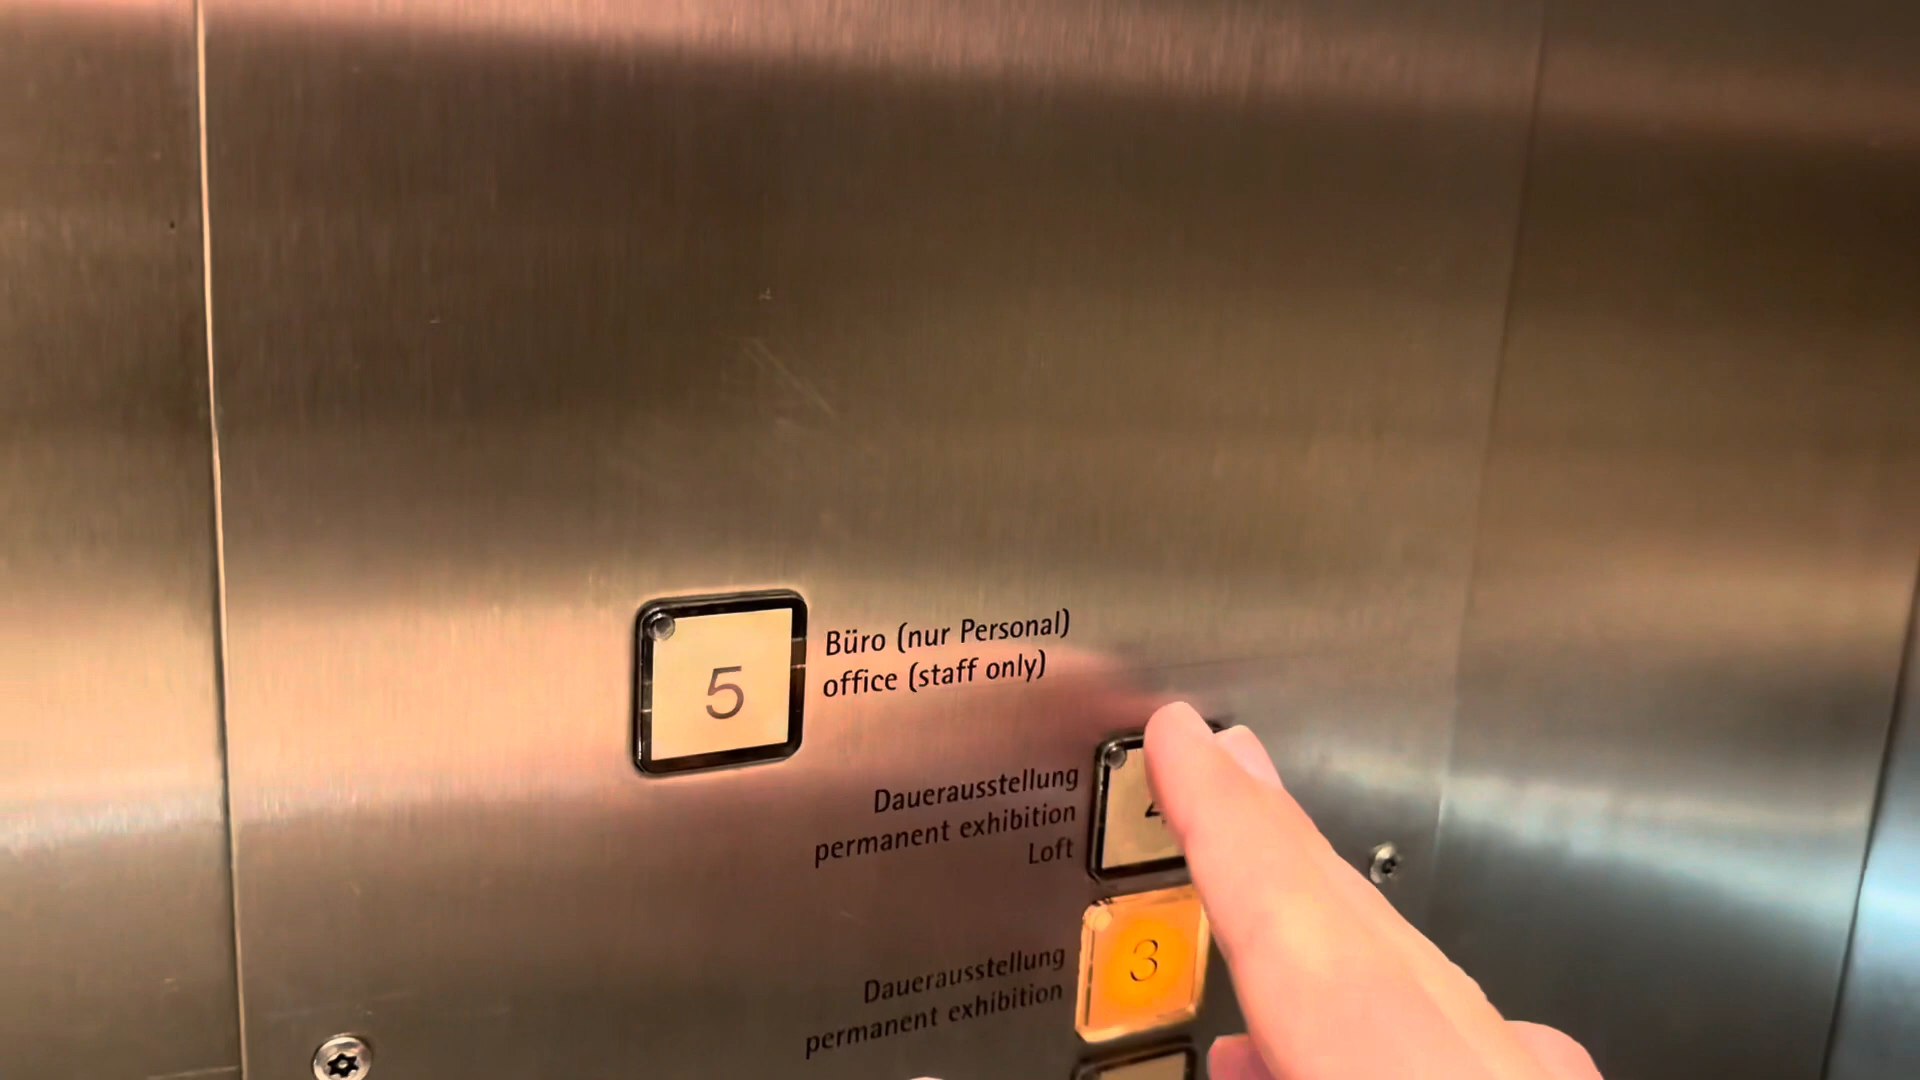 5
Büro (nur Personal)
office (staff only)
Dauerausstellung
permanent exhibition
Loft
3
Dauerausstellung
permanent exhibition